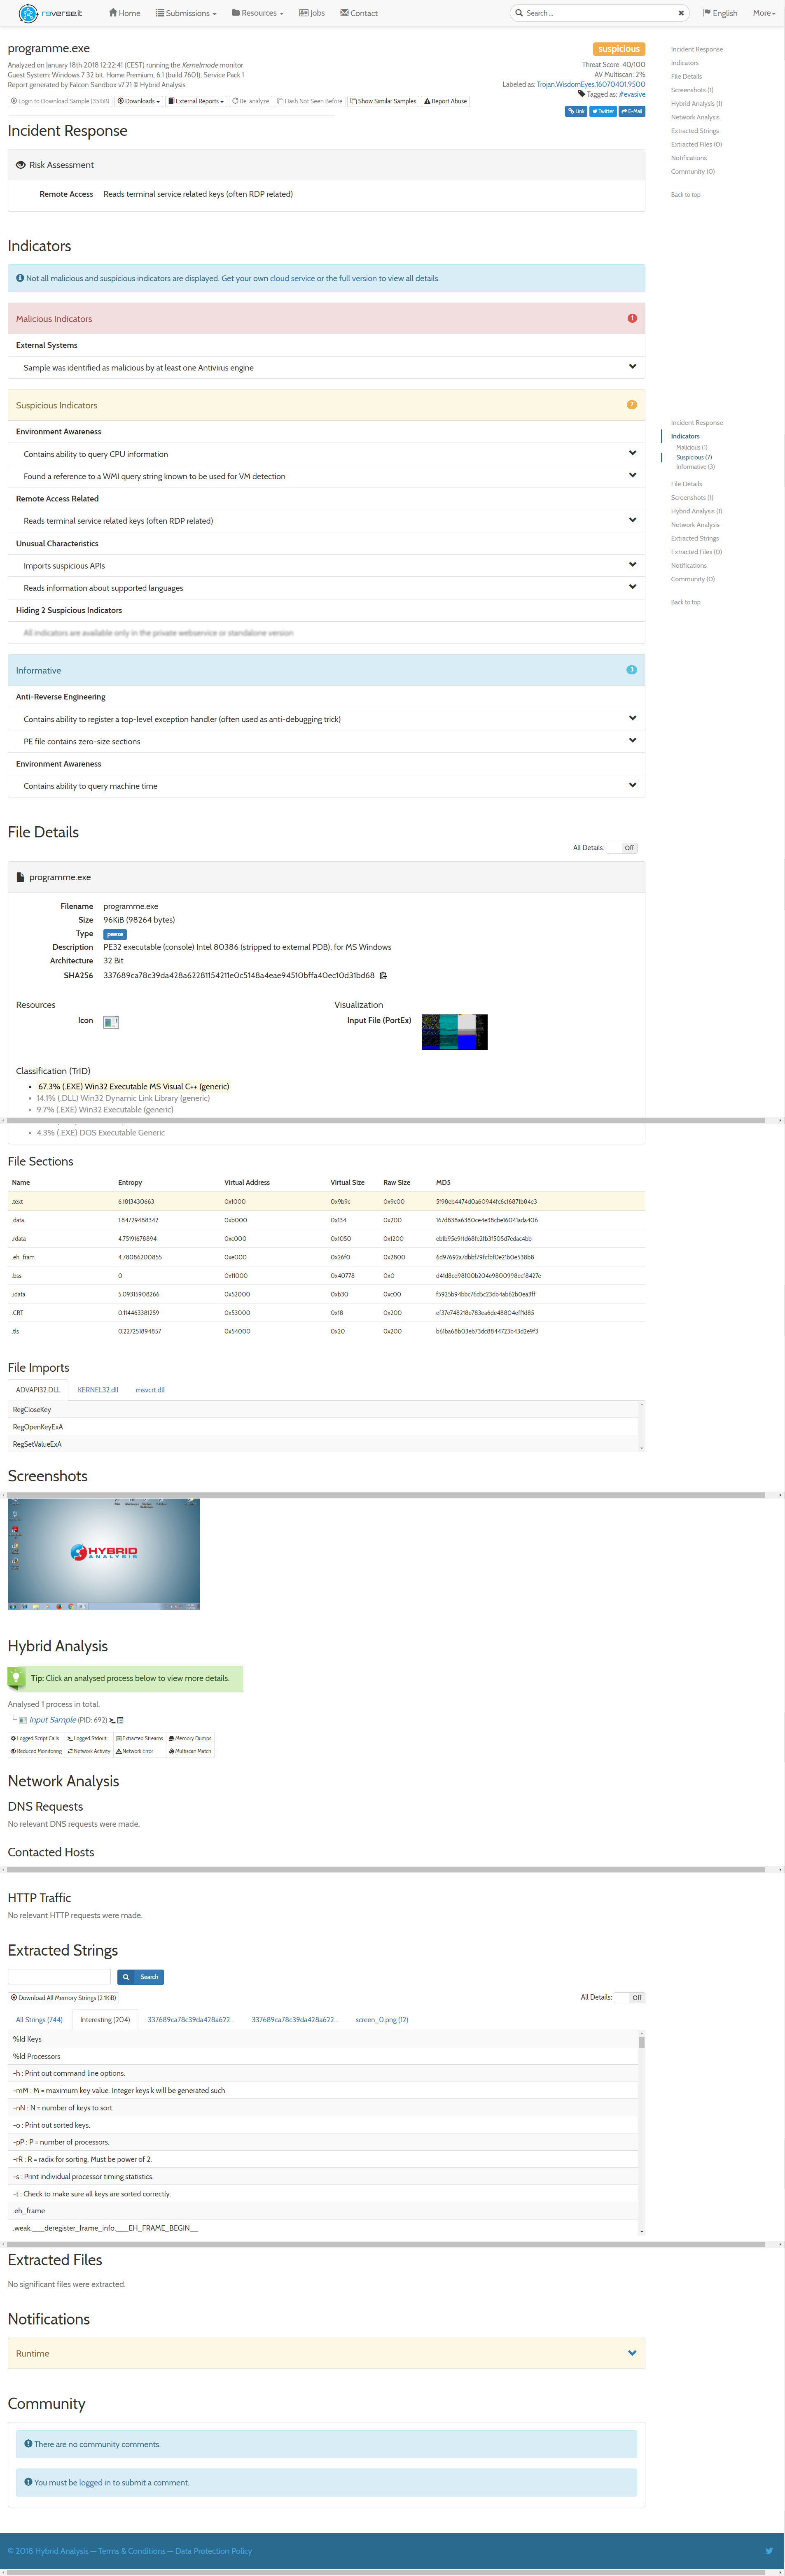 reverse.it
Home
Submissions
Resources
Jobs
Contact
Search ...
English
More
programme.exe
suspicious
Analyzed on January 18th 2018 12:22:41 (CEST) running the Kernelmode monitor
Guest System: Windows 7 32 bit, Home Premium, 6.1 (build 7601), Service Pack 1
Report generated by Falcon Sandbox v7.21 © Hybrid Analysis
Threat Score: 40/100
AV Multiscan: 2%
Labeled as: Trojan.WisdomEyes.16070401.9500
Tagged as: #evasive
Login to Download Sample (35KiB)
Downloads
External Reports
Re-analyze
Hash Not Seen Before
Show Similar Samples
Report Abuse
Link
Twitter
E-Mail
Incident Response
Indicators
File Details
Screenshots (1)
Hybrid Analysis (1)
Network Analysis
Extracted Strings
Extracted Files (0)
Notifications
Community (0)
Back to top
Incident Response
Risk Assessment
Remote Access Reads terminal service related keys (often RDP related)
Indicators
Not all malicious and suspicious indicators are displayed. Get your own cloud service or the full version to view all details.
Malicious Indicators 1
External Systems
Sample was identified as malicious by at least one Antivirus engine
Suspicious Indicators 7
Environment Awareness
Contains ability to query CPU information
Found a reference to a WMI query string known to be used for VM detection
Remote Access Related
Reads terminal service related keys (often RDP related)
Unusual Characteristics
Imports suspicious APIs
Reads information about supported languages
Hiding 2 Suspicious Indicators
All indicators are available only in the private webservice or standalone version
Incident Response
Indicators
Malicious (1)
Suspicious (7)
Informative (3)
File Details
Screenshots (1)
Hybrid Analysis (1)
Network Analysis
Extracted Strings
Extracted Files (0)
Notifications
Community (0)
Back to top
Informative 3
Anti-Reverse Engineering
Contains ability to register a top-level exception handler (often used as anti-debugging trick)
PE file contains zero-size sections
Environment Awareness
Contains ability to query machine time
File Details
All Details: Off
programme.exe
Filename programme.exe
Size 96KiB (98264 bytes)
Type peexe
Description PE32 executable (console) Intel 80386 (stripped to external PDB), for MS Windows
Architecture 32 Bit
SHA256 337689ca78c39da428a62281154211e0c5148a4eae94510bffa40ec10d31bd68
Resources
Icon
Visualization
Input File (PortEx)
Classification (TrID)
67.3% (.EXE) Win32 Executable MS Visual C++ (generic)
14.1% (.DLL) Win32 Dynamic Link Library (generic)
9.7% (.EXE) Win32 Executable (generic)
4.3% (.EXE) DOS Executable Generic
File Sections
Name Entropy Virtual Address Virtual Size Raw Size MD5
.text 6.1813430663 0x1000 0x9b9c 0x9c00 5f98eb4474d0a60944fc6c16871b84e3
.data 1.84729488342 0xb000 0x134 0x200 167d838a6380ce4e38cbe16041ada406
.rdata 4.75191678894 0xc000 0x1050 0x1200 eb1b95e911d68fe2fb3f505d7edac4bb
.eh_fram 4.78086200855 0xe000 0x26f0 0x2800 6d97692a7dbbf79fcfbf0e21b0e538b8
.bss 0 0x11000 0x40778 0x0 d41d8cd98f00b204e9800998ecf8427e
.idata 5.09315908266 0x52000 0xb30 0xc00 f5925b94bbc76d5c23db4ab62b0ea3ff
.CRT 0.114463381259 0x53000 0x18 0x200 ef37e748218e783ea6de48804eff1d85
.tls 0.227251894857 0x54000 0x20 0x200 b61ba68b03eb73dc8844723b43d2e9f3
File Imports
ADVAPI32.DLL KERNEL32.dll msvcrt.dll
RegCloseKey
RegOpenKeyExA
RegSetValueExA
Screenshots
HYBRID
ANALYSIS
Hybrid Analysis
Tip: Click an analysed process below to view more details.
Analysed 1 process in total.
Input Sample (PID: 692)
Logged Script Calls Logged Stdout Extracted Streams Memory Dumps
Reduced Monitoring Network Activity Network Error Multiscan Match
Network Analysis
DNS Requests
No relevant DNS requests were made.
Contacted Hosts
HTTP Traffic
No relevant HTTP requests were made.
Extracted Strings
Search
Download All Memory Strings (2.1KiB)
All Details: Off
All Strings (744) Interesting (204) 337689ca78c39da428a622... 337689ca78c39da428a622... screen_0.png (12)
%ld Keys
%ld Processors
-h : Print out command line options.
-mM : M = maximum key value. Integer keys k will be generated such
-nN : N = number of keys to sort.
-o : Print out sorted keys.
-pP : P = number of processors.
-rR : R = radix for sorting. Must be power of 2.
-s : Print individual processor timing statistics.
-t : Check to make sure all keys are sorted correctly.
.eh_frame
.weak.___deregister_frame_info.___EH_FRAME_BEGIN__
Extracted Files
No significant files were extracted.
Notifications
Runtime
Community
There are no community comments.
You must be logged in to submit a comment.
© 2018 Hybrid Analysis — Terms & Conditions — Data Protection Policy